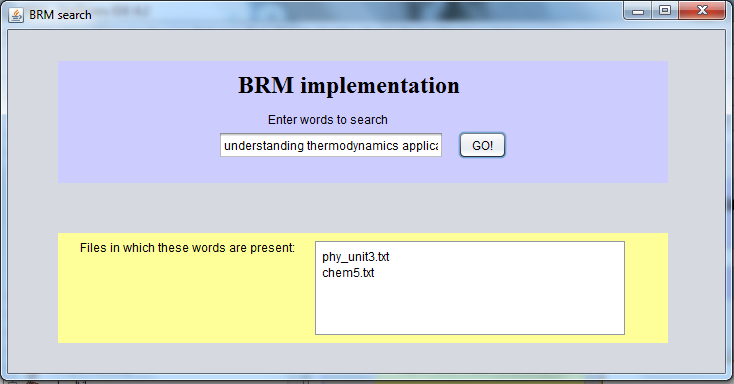 BRM search
BRM implementation
Enter words to search
understanding thermodynamics applica
GO!
Files in which these words are present:
phy_unit3.txt
chem5.txt